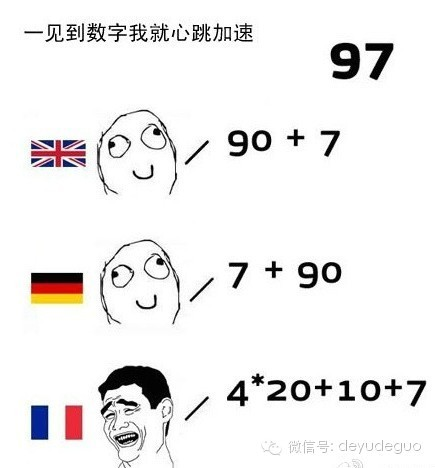 一见到数字我就心跳加速
97
90 + 7
7 + 90
4*20+10+7
微信号: deyudeguo